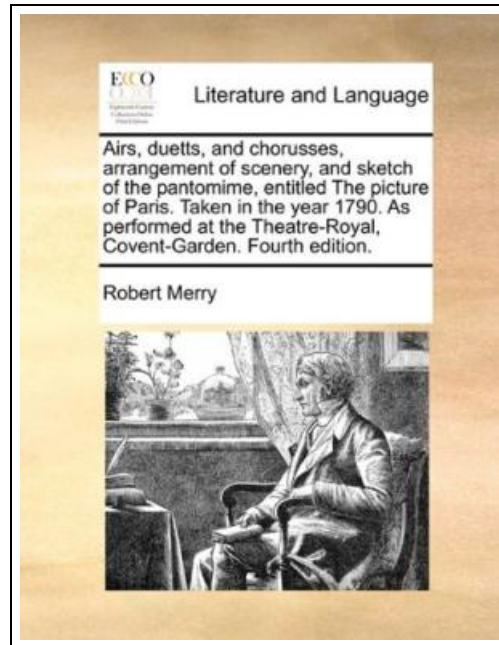 ECCO
Literature and Language
Airs, duetts, and chorusses,
arrangement of scenery, and sketch
of the pantomime, entitled The picture
of Paris. Taken in the year 1790. As
performed at the Theatre-Royal,
Covent-Garden. Fourth edition.
Robert Merry